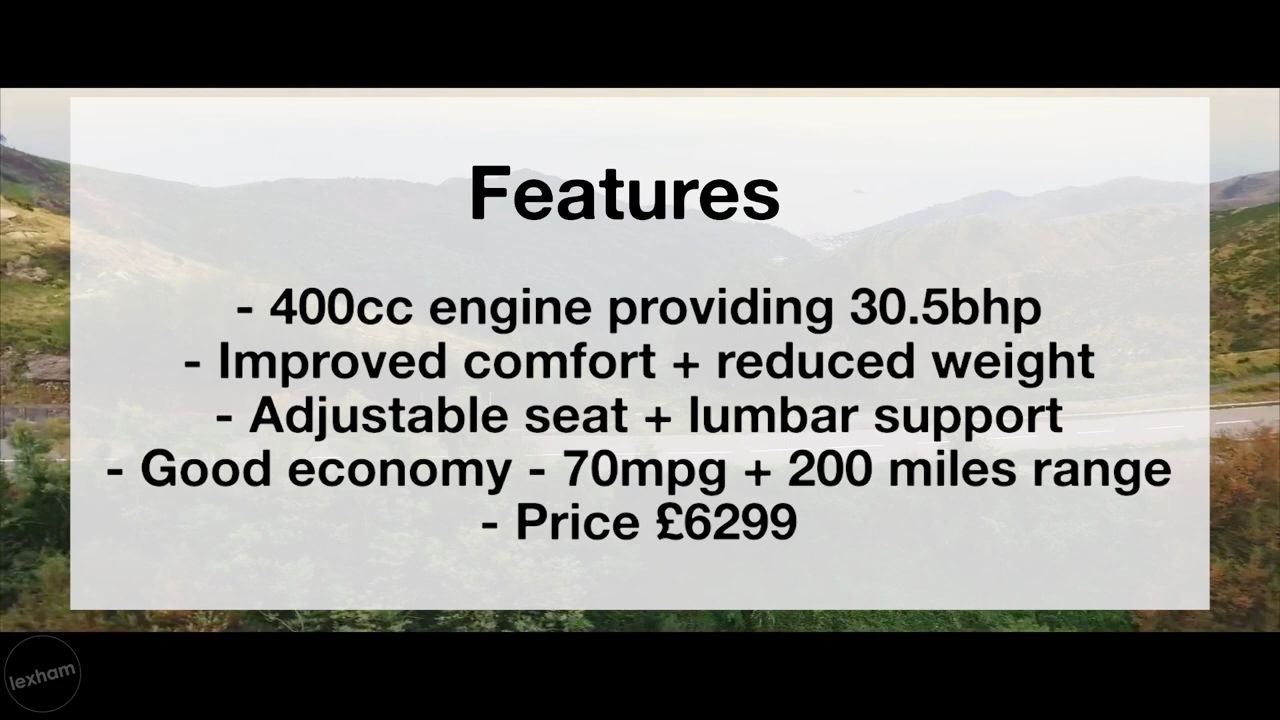 Features
- 400cc engine providing 30.5bhp
- Improved comfort + reduced weight
- Adjustable seat + lumbar support
- Good economy - 70mpg + 200 miles range
- Price £6299
lexham